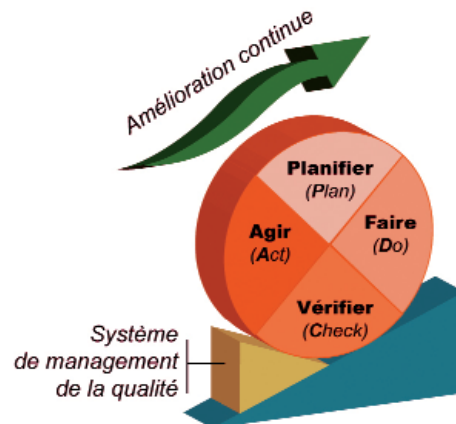 Amélioration continue
Planifier
(Plan)
Faire
(Do)
Agir
(Act)
Vérifier
(Check)
Système
de management
de la qualité